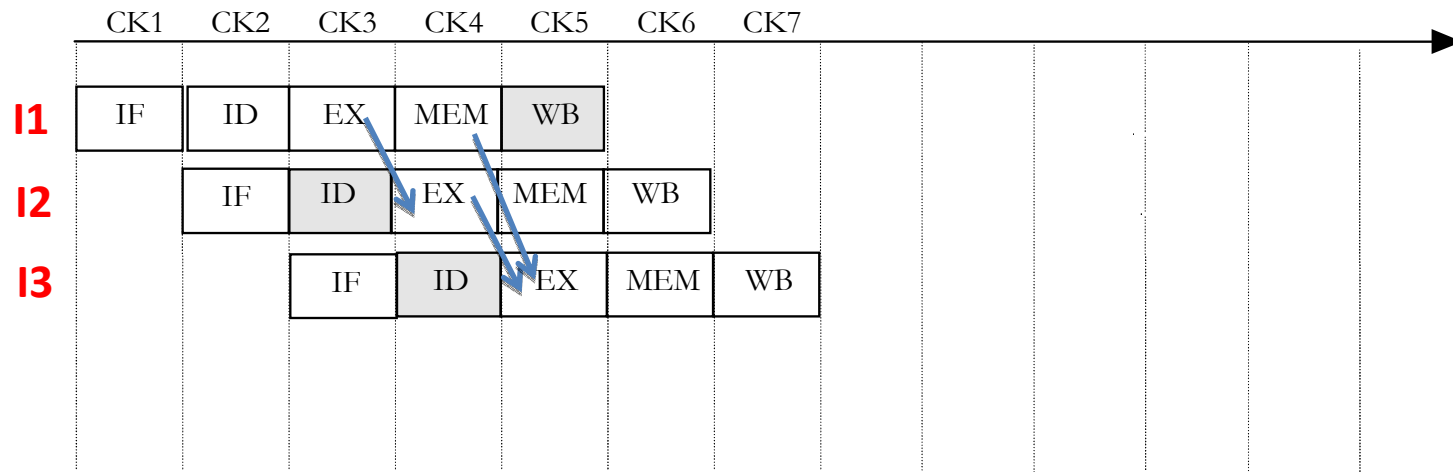 CK1 CK2 CK3 CK4 CK5 CK6 CK7
I1 IF ID EX MEM WB
I2 IF ID EX MEM WB
I3 IF ID EX MEM WB